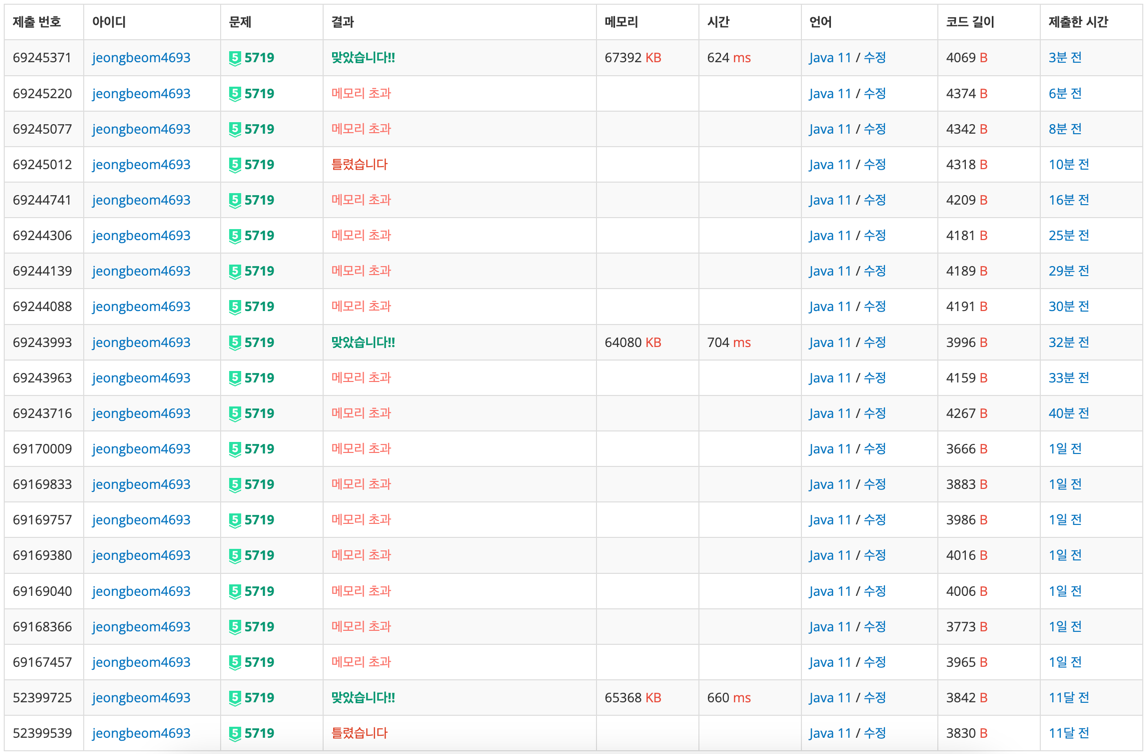 제출 번호 아이디 문제 결과 메모리 시간 언어 코드 길이 제출한 시간
69245371 jeongbeom4693 5 5719 맞았습니다!! 67392 KB 624 ms Java 11 / 수정 4069 B 3분 전
69245220 jeongbeom4693 5 5719 메모리 초과 Java 11 / 수정 4374 B 6분 전
69245077 jeongbeom4693 5 5719 메모리 초과 Java 11 / 수정 4342 B 8분 전
69245012 jeongbeom4693 5 5719 틀렸습니다 Java 11 / 수정 4318 B 10분 전
69244741 jeongbeom4693 5 5719 메모리 초과 Java 11 / 수정 4209 B 16분 전
69244306 jeongbeom4693 5 5719 메모리 초과 Java 11 / 수정 4181 B 25분 전
69244139 jeongbeom4693 5 5719 메모리 초과 Java 11 / 수정 4189 B 29분 전
69244088 jeongbeom4693 5 5719 메모리 초과 Java 11 / 수정 4191 B 30분 전
69243993 jeongbeom4693 5 5719 맞았습니다!! 64080 KB 704 ms Java 11 / 수정 3996 B 32분 전
69243963 jeongbeom4693 5 5719 메모리 초과 Java 11 / 수정 4159 B 33분 전
69243716 jeongbeom4693 5 5719 메모리 초과 Java 11 / 수정 4267 B 40분 전
69170009 jeongbeom4693 5 5719 메모리 초과 Java 11 / 수정 3666 B 1일 전
69169833 jeongbeom4693 5 5719 메모리 초과 Java 11 / 수정 3883 B 1일 전
69169757 jeongbeom4693 5 5719 메모리 초과 Java 11 / 수정 3986 B 1일 전
69169380 jeongbeom4693 5 5719 메모리 초과 Java 11 / 수정 4016 B 1일 전
69169040 jeongbeom4693 5 5719 메모리 초과 Java 11 / 수정 4006 B 1일 전
69168366 jeongbeom4693 5 5719 메모리 초과 Java 11 / 수정 3773 B 1일 전
69167457 jeongbeom4693 5 5719 메모리 초과 Java 11 / 수정 3965 B 1일 전
52399725 jeongbeom4693 5 5719 맞았습니다!! 65368 KB 660 ms Java 11 / 수정 3842 B 11달 전
52399539 jeongbeom4693 5 5719 틀렸습니다 Java 11 / 수정 3830 B 11달 전